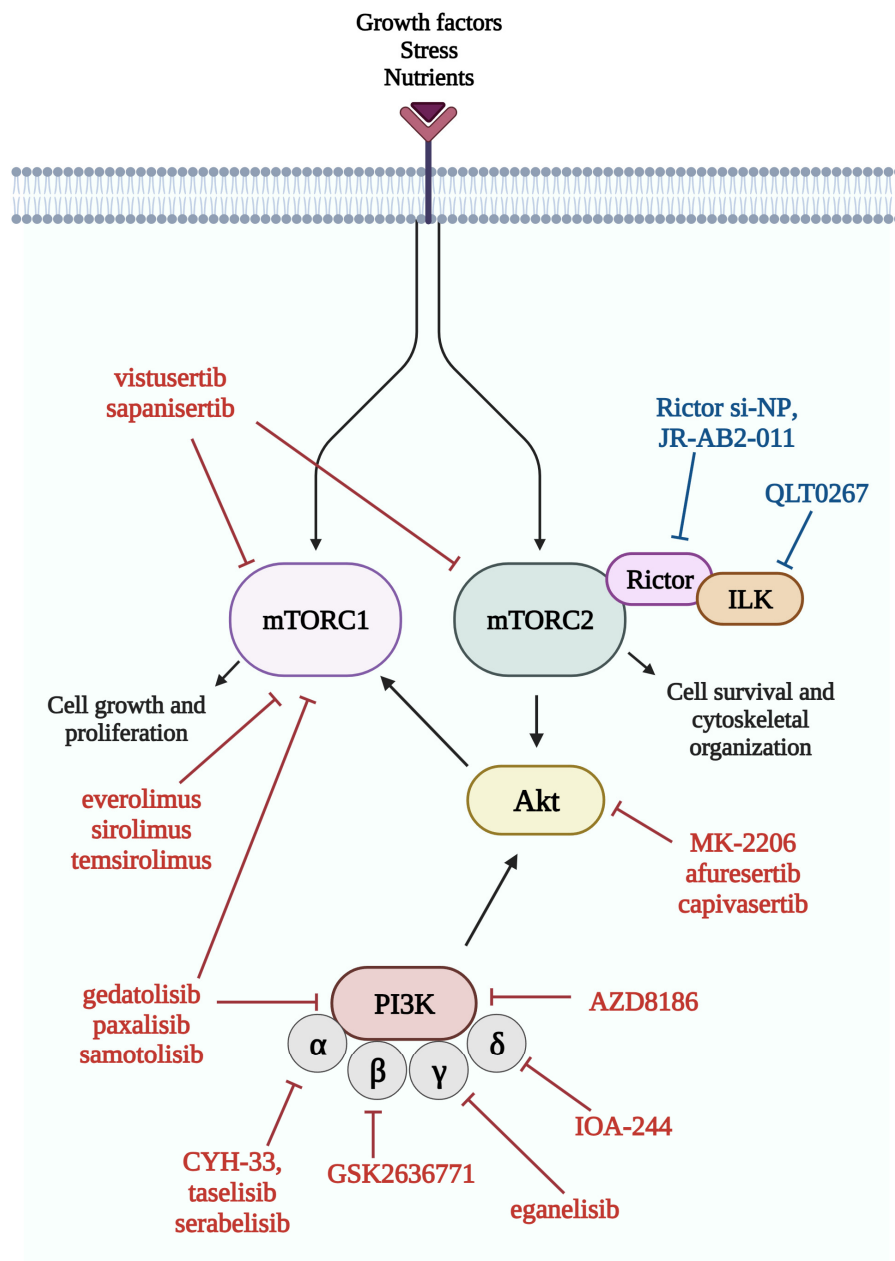 Growth factors
Stress
Nutrients
vistusertib
sapanisertib
Rictor si-NP,
JR-AB2-011
QLT0267
mTORC1
mTORC2
Rictor
ILK
Cell growth and
proliferation
Cell survival and
cytoskeletal
organization
everolimus
sirolimus
temsirolimus
Akt
MK-2206
afuresertib
capivasertib
gedatolisib
paxalisib
samotolisib
PI3K
AZD8186
α
β
γ
δ
IOA-244
CYH-33,
taselisib
serabelisib
GSK2636771
eganelisib